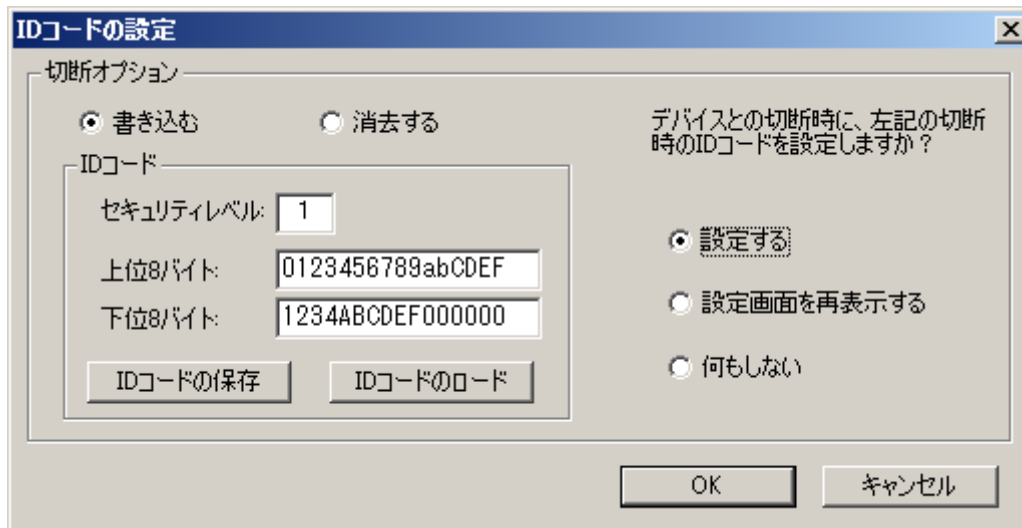 IDコードの設定
切断オプション
書き込む
消去する
デバイスとの切断時に、左記の切断
時のIDコードを設定しますか？
IDコード
セキュリティレベル:
1
上位8バイト:
0123456789abCDEF
下位8バイト:
1234ABCDEF000000
IDコードの保存
IDコードのロード
設定する
設定画面を再表示する
何もしない
OK
キャンセル